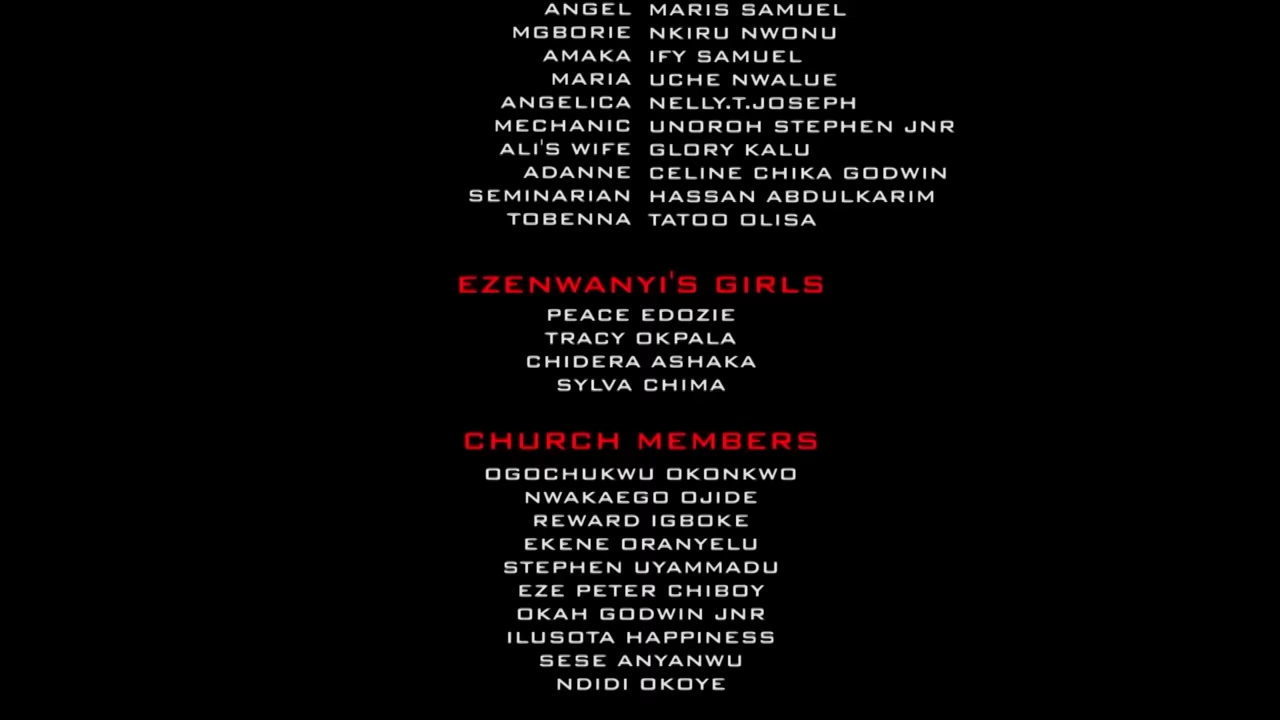 ANGEL MARIS SAMUEL
MGBORIE NKIRU NWONU
AMAKA IFY SAMUEL
MARIA UCHE NWALUE
ANGELICA NELLY.T.JOSEPH
MECHANIC UNOROH STEPHEN JNR
ALI'S WIFE GLORY KALU
ADANNE CELINE CHIKA GODWIN
SEMINARIAN HASSAN ABDULKARIM
TOBENNA TATOO OLISA
EZENWANYI'S GIRLS
PEACE EDOZIE
TRACY OKPALA
CHIDERA ASHAKA
SYLVA CHIMA
CHURCH MEMBERS
OGOCHUKWU OKONKWO
NWAKAEGO OJIDE
REWARD IGBOKE
EKENE ORANYELU
STEPHEN UYAMMADU
EZE PETER CHIBOY
OKAH GODWIN JNR
ILUSOTA HAPPINESS
SESE ANYANWU
NDIDI OKOYE